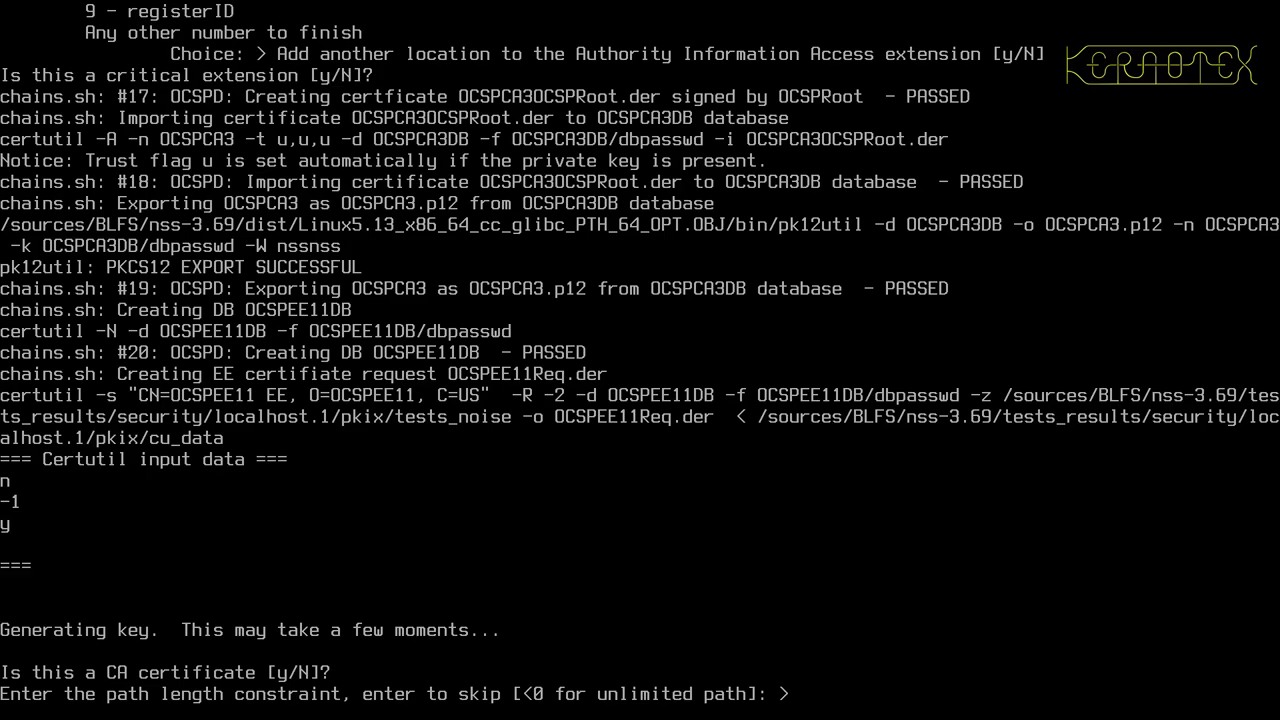 9 - registerID
Any other number to finish
Choice: > Add another location to the Authority Information Access extension [y/N]
KERAOTEX
Is this a critical extension [y/N]?
chains.sh: #17: OCSPD: Creating certficate OCSPCA3OCSPRoot.der signed by OCSPRoot  - PASSED
chains.sh: Importing certificate OCSPCA3OCSPRoot.der to OCSPCA3DB database
certutil -A -n OCSPCA3 -t u,u,u -d OCSPCA3DB -f OCSPCA3DB/dbpasswd -i OCSPCA3OCSPRoot.der
Notice: Trust flag u is set automatically if the private key is present.
chains.sh: #18: OCSPD: Importing certificate OCSPCA3OCSPRoot.der to OCSPCA3DB database  - PASSED
chains.sh: Exporting OCSPCA3 as OCSPCA3.p12 from OCSPCA3DB database
/sources/BLFS/nss-3.69/dist/Linux5.13_x86_64_cc_glibc_PTH_64_OPT.OBJ/bin/pk12util -d OCSPCA3DB -o OCSPCA3.p12 -n OCSPCA3
-k OCSPCA3DB/dbpasswd -W nssnss
pk12util: PKCS12 EXPORT SUCCESSFUL
chains.sh: #19: OCSPD: Exporting OCSPCA3 as OCSPCA3.p12 from OCSPCA3DB database  - PASSED
chains.sh: Creating DB OCSPEE11DB
certutil -N -d OCSPEE11DB -f OCSPEE11DB/dbpasswd
chains.sh: #20: OCSPD: Creating DB OCSPEE11DB  - PASSED
chains.sh: Creating EE certifiate request OCSPEE11Req.der
certutil -s "CN=OCSPEE11 EE, O=OCSPEE11, C=US"  -R -2 -d OCSPEE11DB -f OCSPEE11DB/dbpasswd -z /sources/BLFS/nss-3.69/tes
ts_results/security/localhost.1/pkix/tests_noise -o OCSPEE11Req.der  < /sources/BLFS/nss-3.69/tests_results/security/loc
alhost.1/pkix/cu_data
=== Certutil input data ===
n
-1
y
===
Generating key.  This may take a few moments...
Is this a CA certificate [y/N]?
Enter the path length constraint, enter to skip [<0 for unlimited path]: >